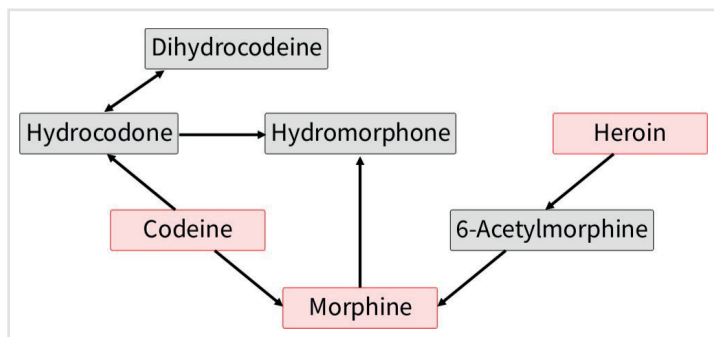 Dihydrocodeine
Hydrocodone
Hydromorphone
Heroin
Codeine
6-Acetylmorphine
Morphine